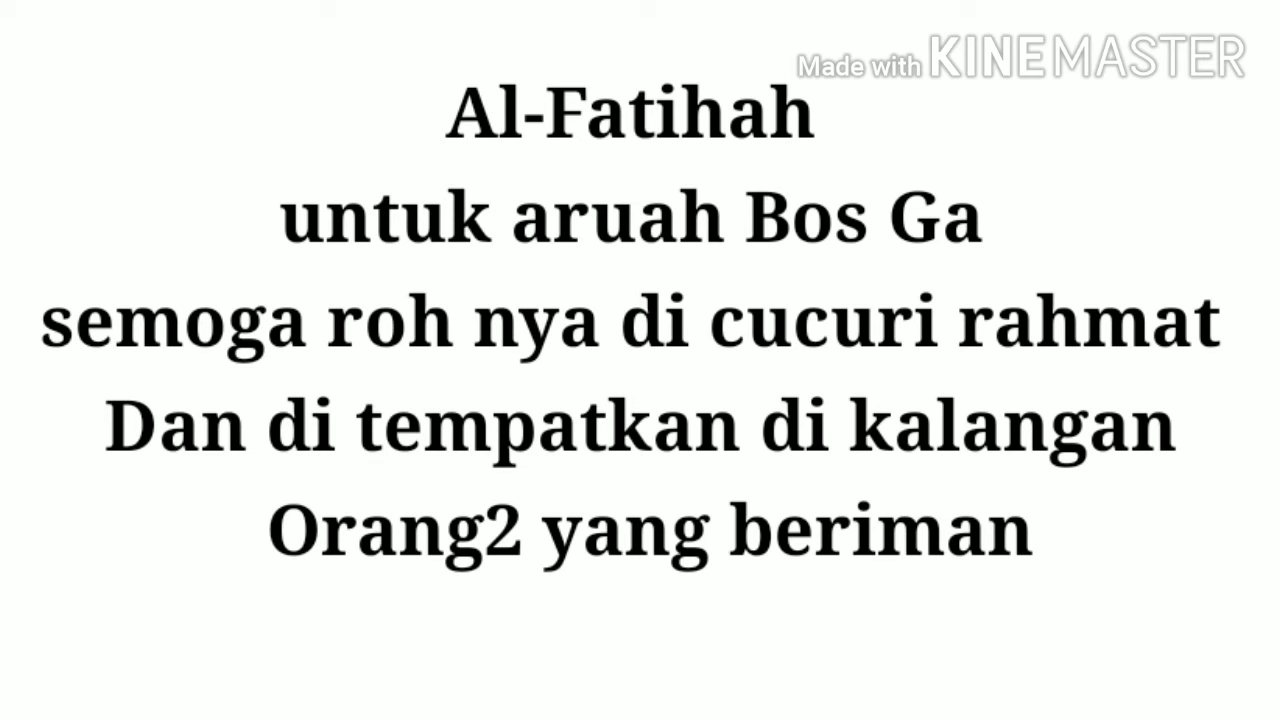 Made with KINEMASTER
Al-Fatihah
untuk aruah Bos Ga
semoga roh nya di cucuri rahmat
Dan di tempatkan di kalangan
Orang2 yang beriman